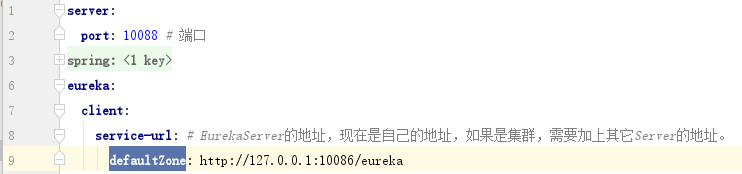 1 server:
2 port: 10088 # 端口
3 spring: <1 key>
6 eureka:
7 client:
8 service-url: # EurekaServer的地址，现在是自己的地址，如果是集群，需要加上其它Server的地址。
9 defaultZone: http://127.0.0.1:10086/eureka